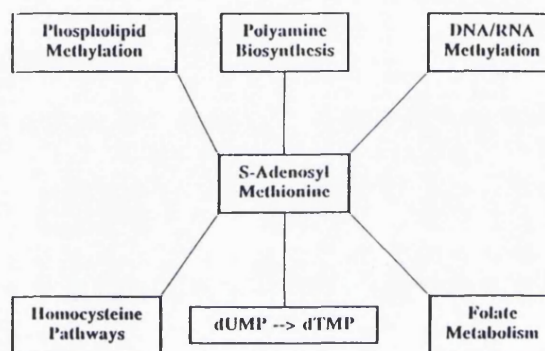 Phospholipid
Methylation
Polyamine
Biosynthesis
DNA/RNA
Methylation
S-Adenosyl
Methionine
Homocysteine
Pathways
dUMP --> dTMP
Folate
Metabolism